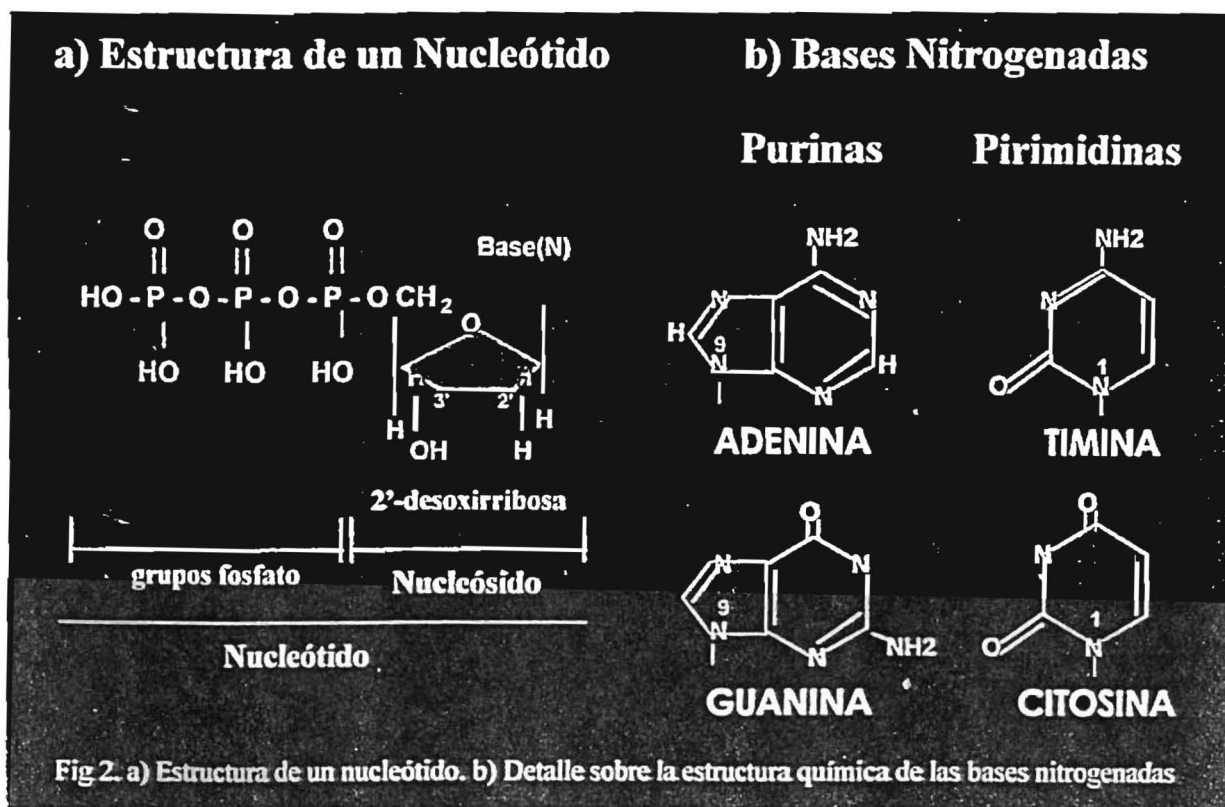 a) Estructura de un Nucleótido
O O O
Base(N)
HO-P-O-P-O-P-O CH2
O
HO HO HO
3' 2'
H H
OH H
2'-desoxirribosa
grupos fosfato
Nucleósido
Nucleótido
b) Bases Nitrogenadas
Purinas
Pirimidinas
NH2
N N
H 9
N H
N
ADENINA
NH2
N
1
O N
TIMINA
O
N N
9
N N NH2
GUANINA
O
N
1
O N
CITOSINA
Fig 2. a) Estructura de un nucleótido. b) Detalle sobre la estructura química de las bases nitrogenadas